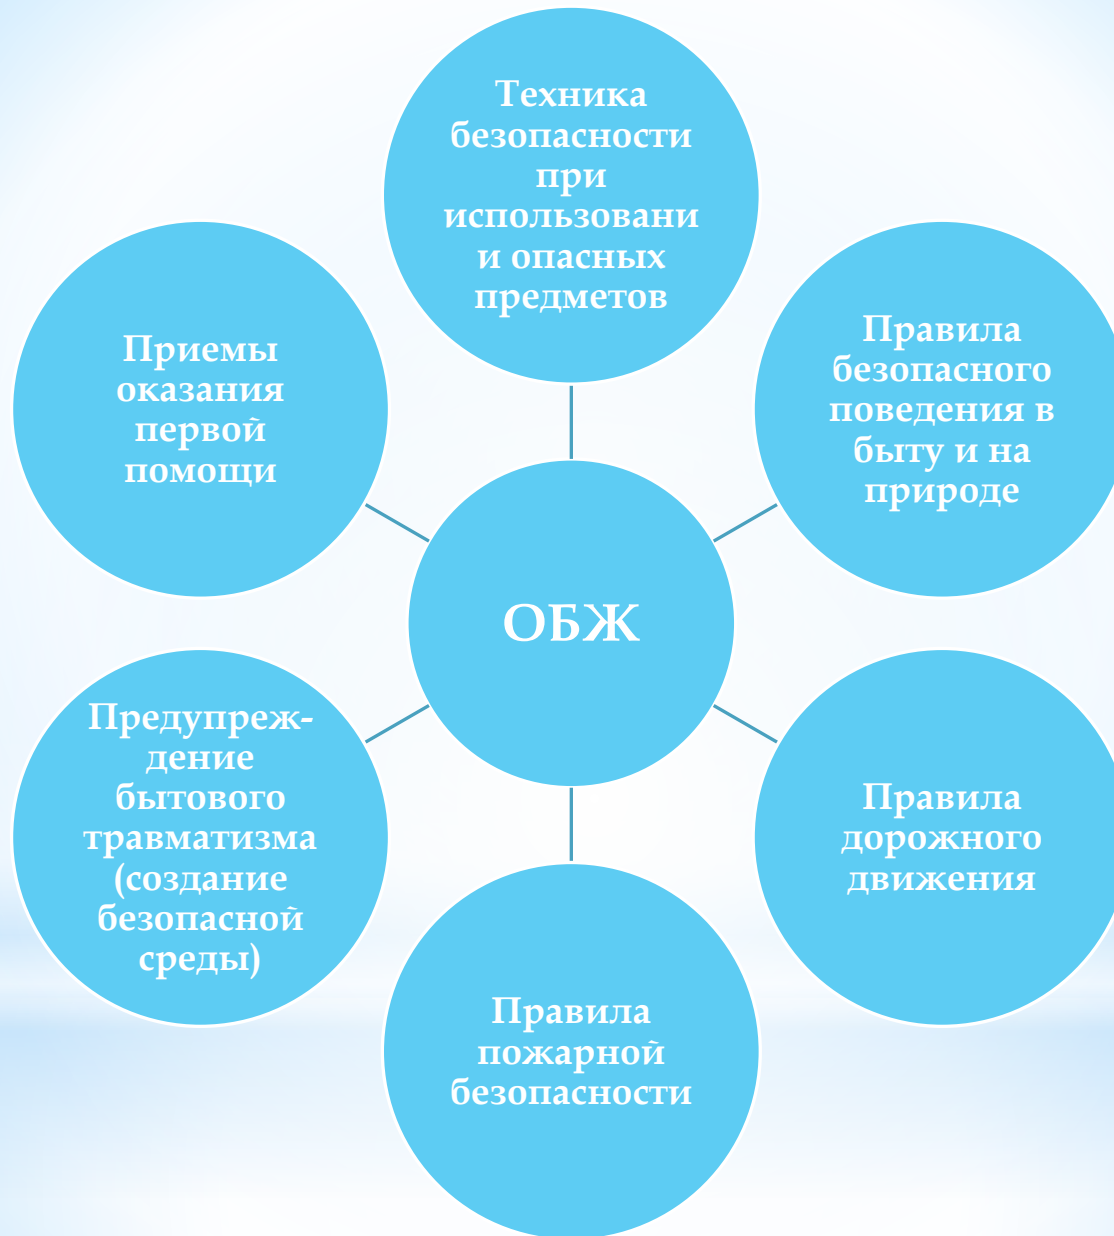 Техника
безопасности
при
использовани
и опасных
предметов
Правила
безопасного
поведения в
быту и на
природе
Правила
дорожного
движения
Правила
пожарной
безопасности
Предупреж-
дение
бытового
травматизма
(создание
безопасной
среды)
Приемы
оказания
первой
помощи
ОБЖ